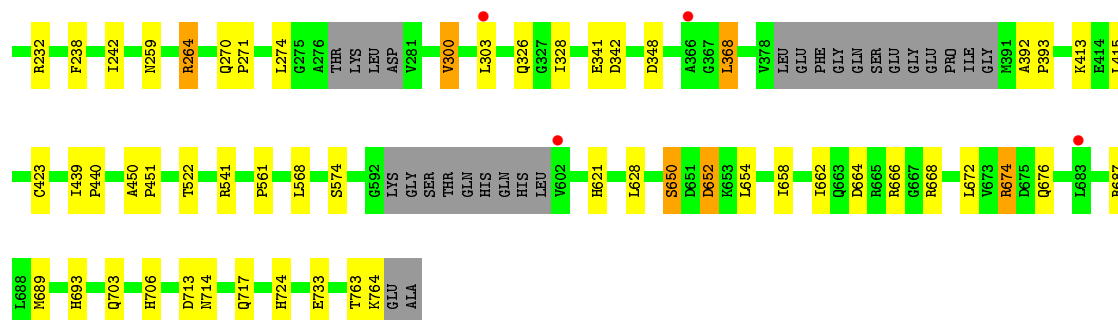 R232 F238 I242 N259 R264 Q270 P271 L274 G275 A276 THR LYS LEU ASP V281 V300 L303 Q326 G327 I328 E341 D342 D348 A366 G367 L368 V378 LEU GLU PHE GLY GLN SER GLU GLY GLU PRO ILE GLY M391 A392 P393 K413 E414 L415
C423 I439 P440 A450 P451 T522 R541 P561 L568 S574 G592 LYS GLY SER THR GLN HIS GLN HIS LEU V602 H621 L628 S650 D651 D652 K653 L654 I658 I662 Q663 D664 R665 R666 G667 R668 L672 V673 R674 D675 Q676 L683 R687
L688 M689 H693 Q703 H706 D713 N714 Q717 H724 E733 T763 K764 GLU ALA